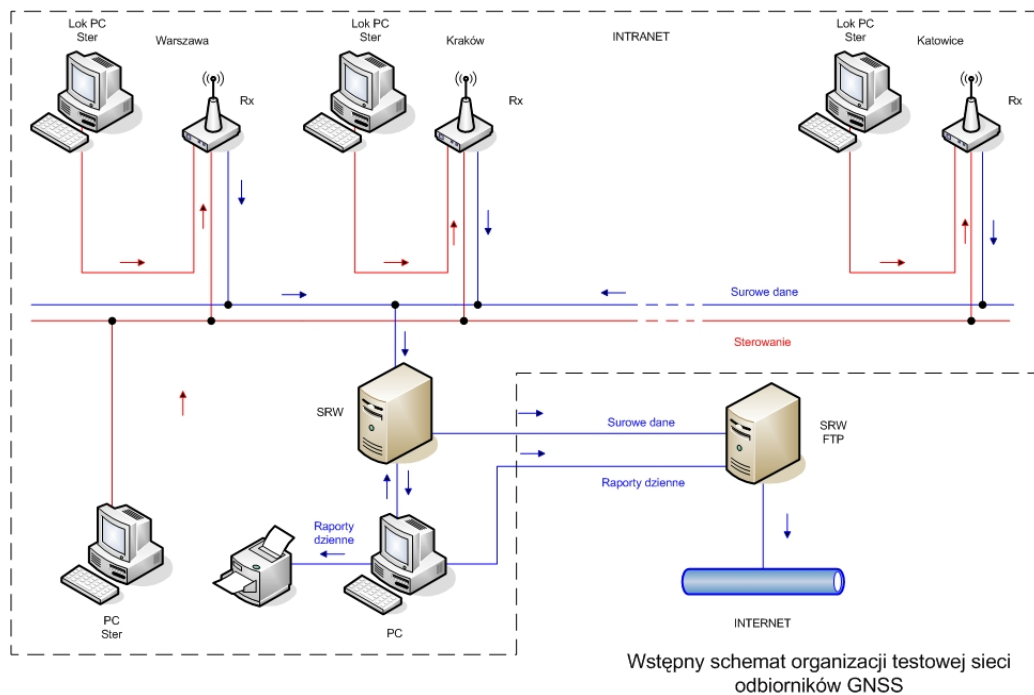 Lok PC
Ster
Warszawa
Rx
Lok PC
Ster
Kraków
Rx
INTRANET
Lok PC
Ster
Katowice
Rx
Surowe dane
Sterowanie
SRW
Surowe dane
SRW
FTP
Raporty dzienne
Raporty
dzienne
PC
Ster
PC
INTERNET
Wstępny schemat organizacji testowej sieci
odbiorników GNSS